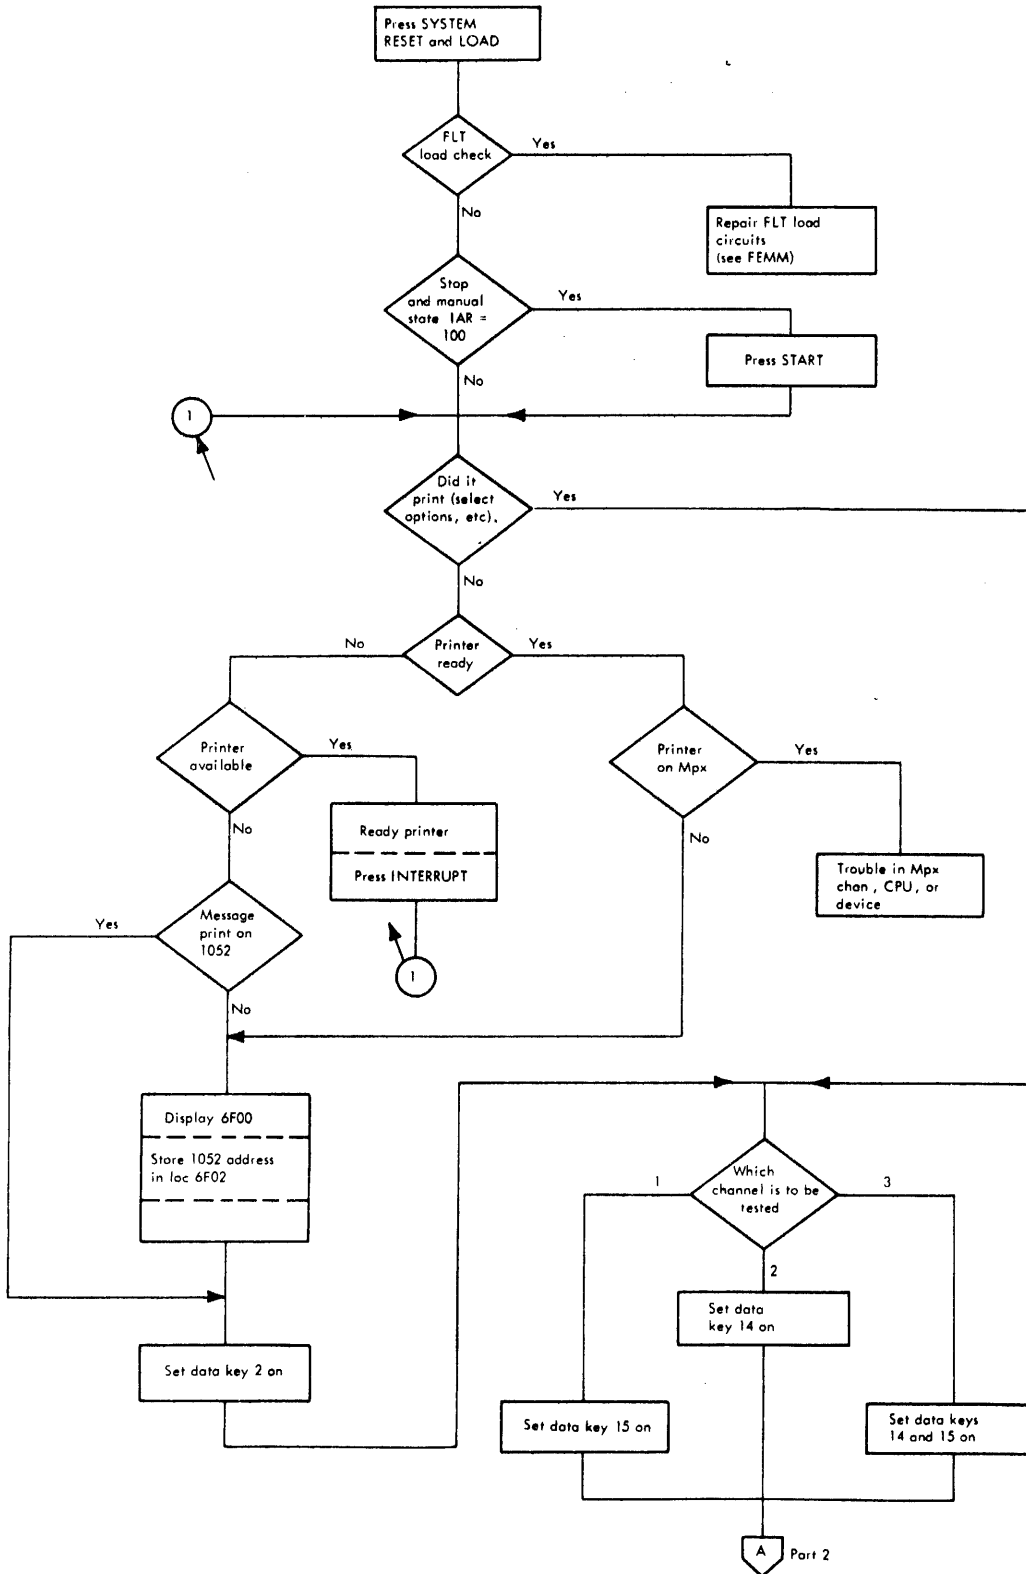 Press SYSTEM
RESET and LOAD
FLT
load check
Yes
No
Repair FLT load
circuits
(see FEMM)
Stop
and manual
state IAR =
100
Yes
No
Press START
1
Did it
print (select
options, etc).
Yes
No
Printer
ready
No
Yes
Printer
available
Yes
No
Printer
on Mpx
Yes
No
Ready printer
Press INTERRUPT
Trouble in Mpx
chan, CPU, or
device
Message
print on
1052
Yes
No
1
Display 6F00
Store 1052 address
in loc 6F02
Which
channel is to be
tested
1
3
2
Set data
key 14 on
Set data key 2 on
Set data key 15 on
Set data keys
14 and 15 on
A
Part 2